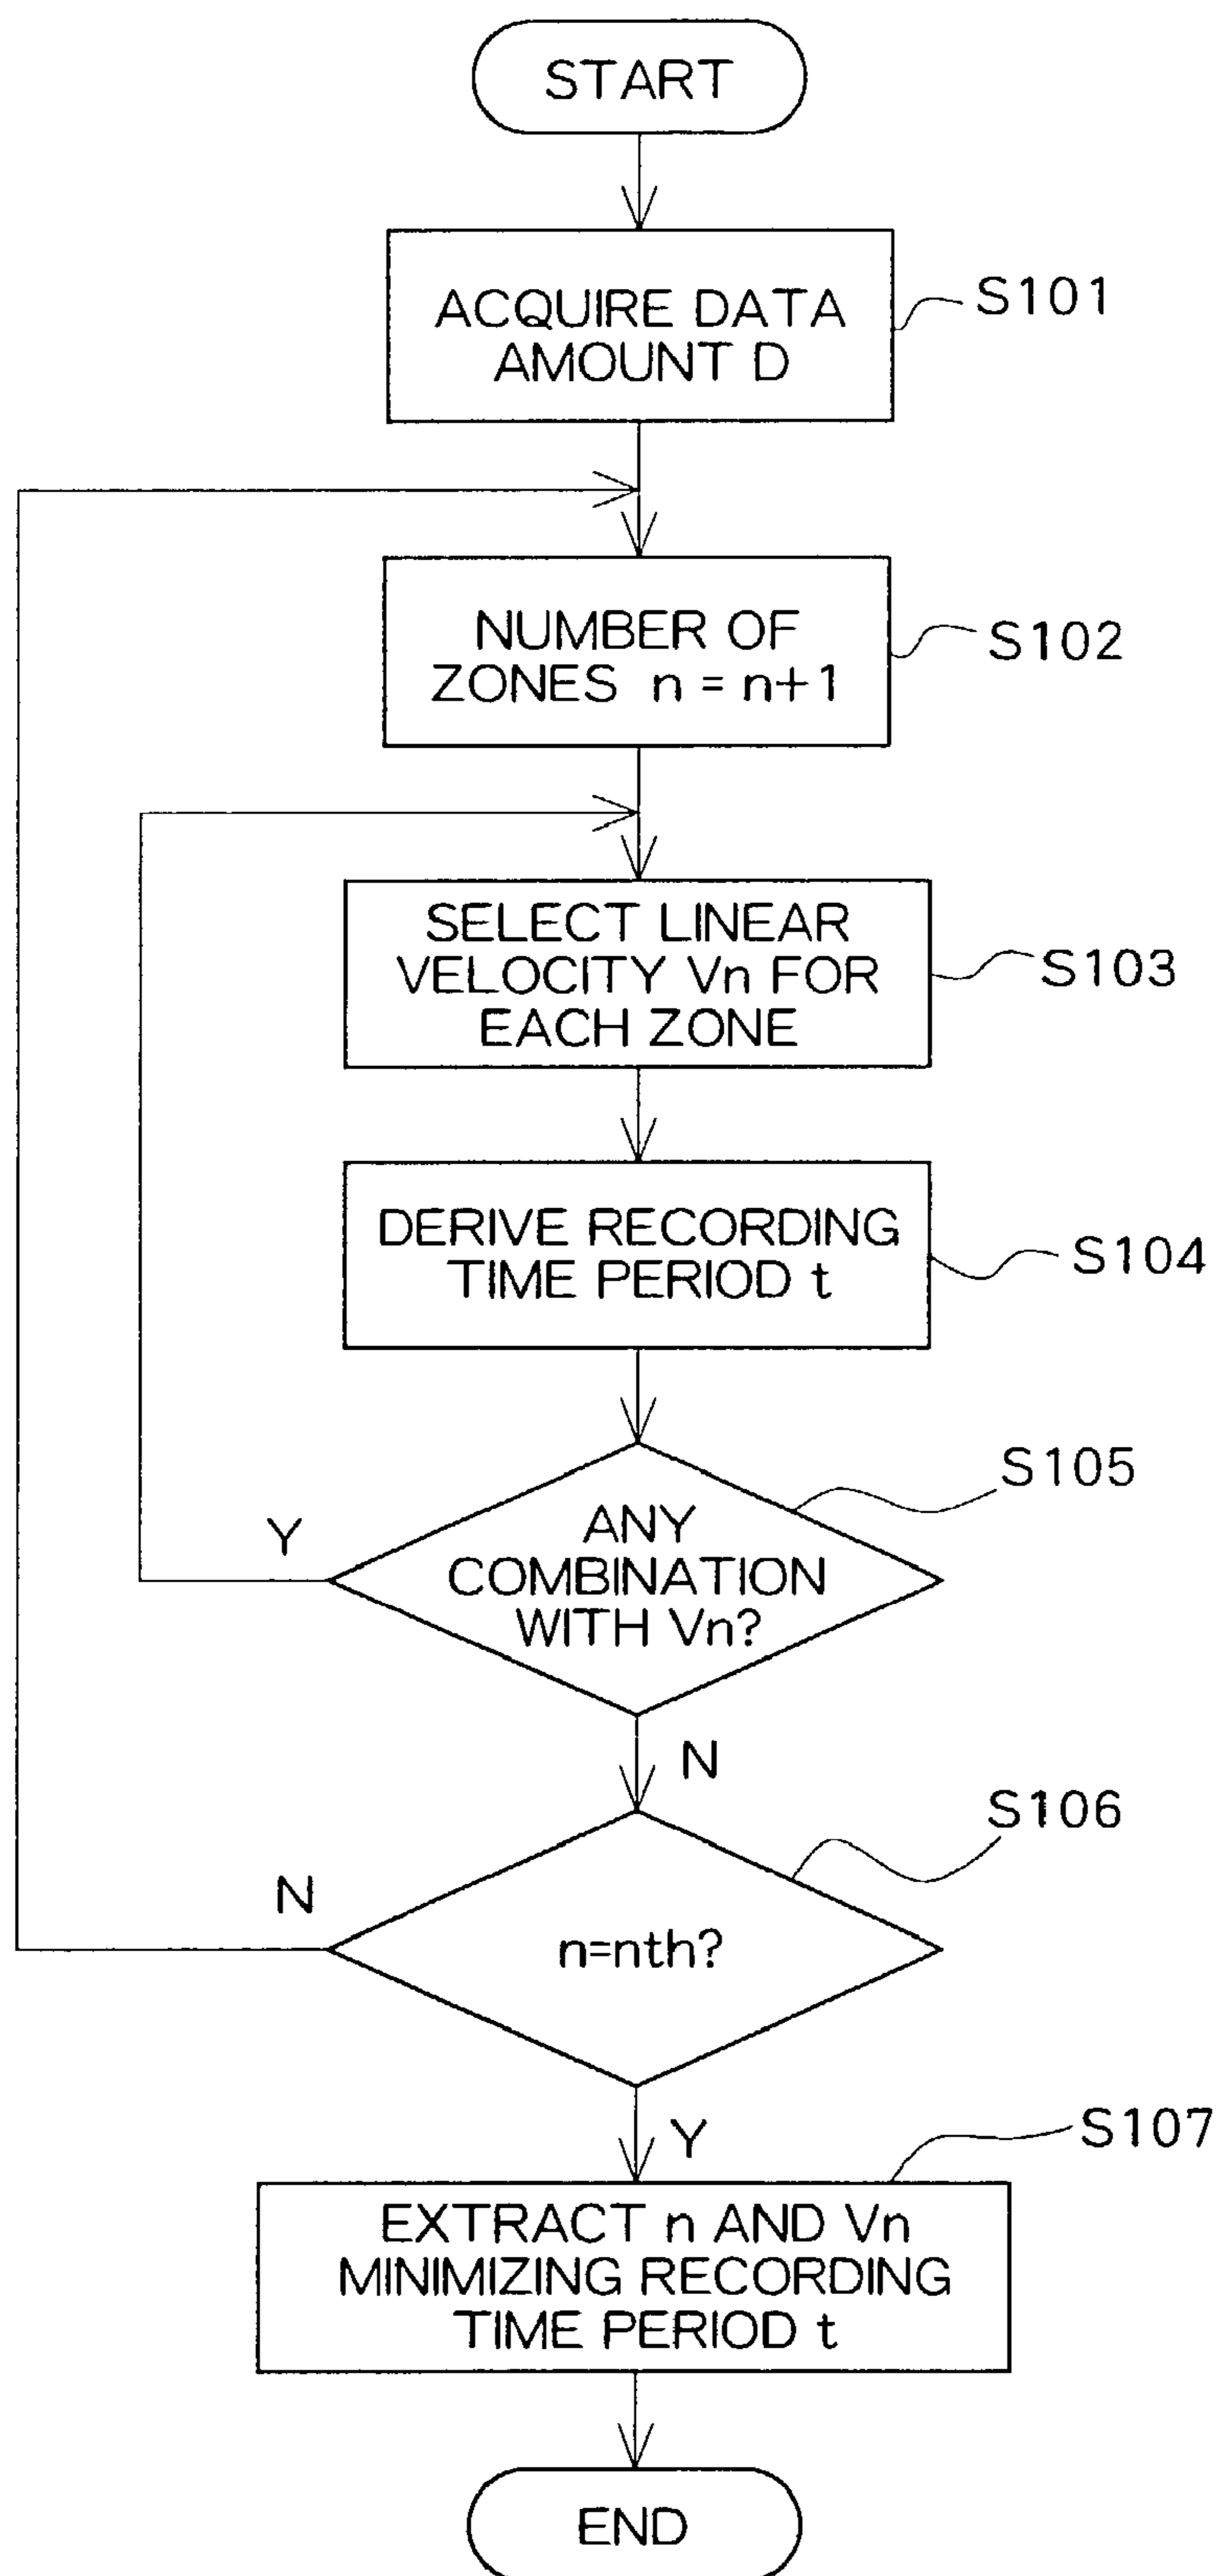 START
ACQUIRE DATA
AMOUNT D
S101
NUMBER OF
ZONES n = n+1
S102
SELECT LINEAR
VELOCITY Vn FOR
EACH ZONE
S103
DERIVE RECORDING
TIME PERIOD t
S104
ANY
COMBINATION
WITH Vn?
S105
Y
N
n=nth?
S106
N
Y
EXTRACT n AND Vn
MINIMIZING RECORDING
TIME PERIOD t
S107
END